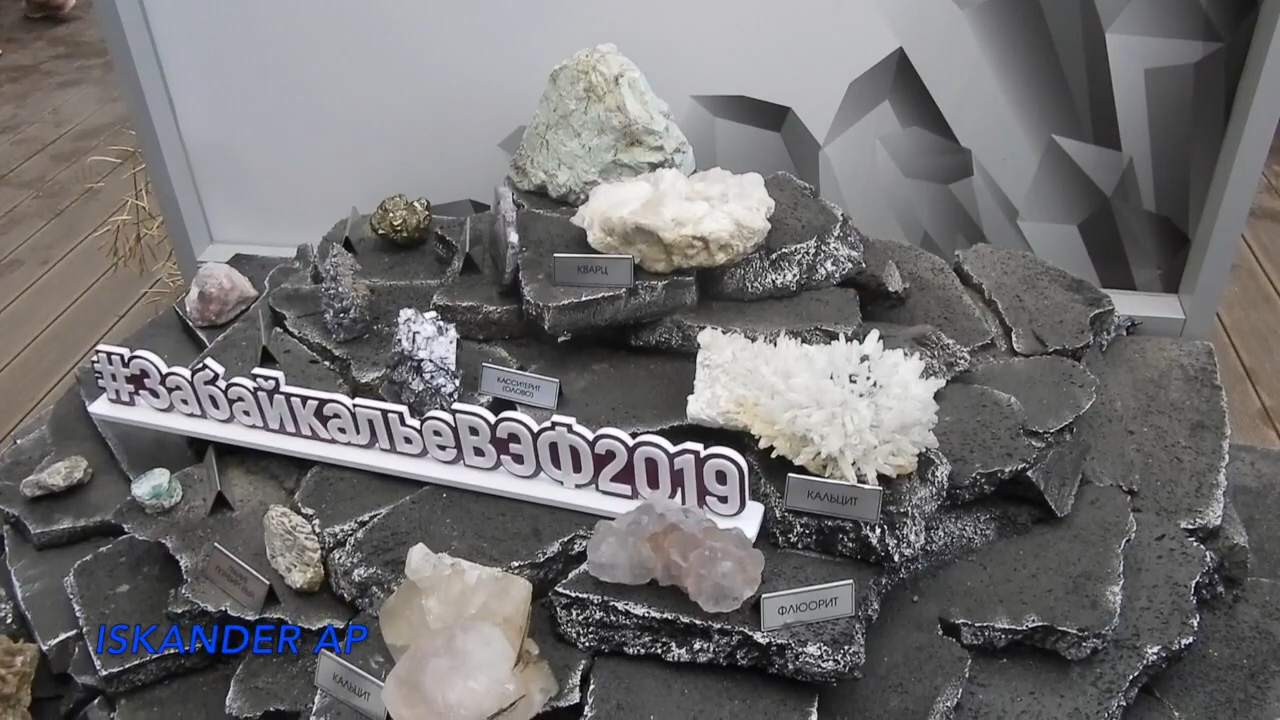 КВАРЦ
КАССИТЕРИТ
(ОЛОВО)
#ЗабайкальеВЭФ2019
КАЛЬЦИТ
ФЛЮОРИТ
ISKANDER AP
КАЛЬЦИТ